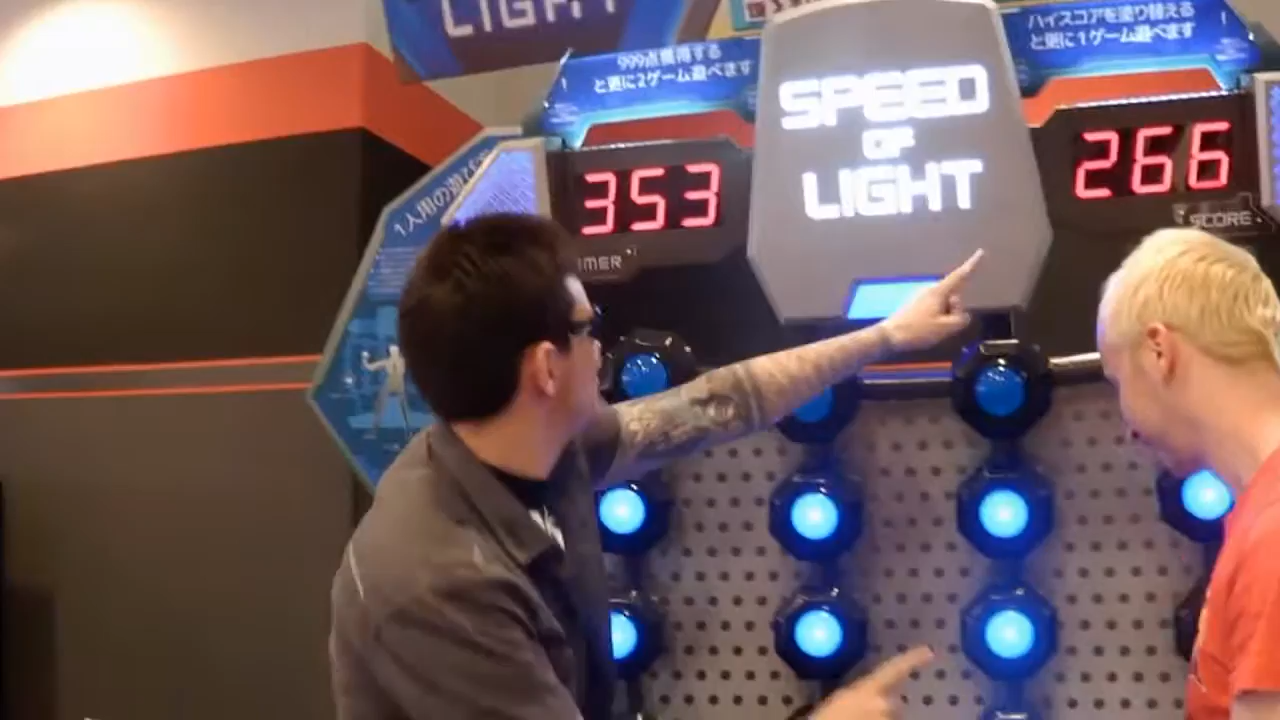 LIGHT
999点獲得する
と更に2ゲーム遊べます
SPEED
OF
LIGHT
ハイスコアを塗り替える
と更に1ゲーム遊べます
353
266
SCORE
1人用の遊び